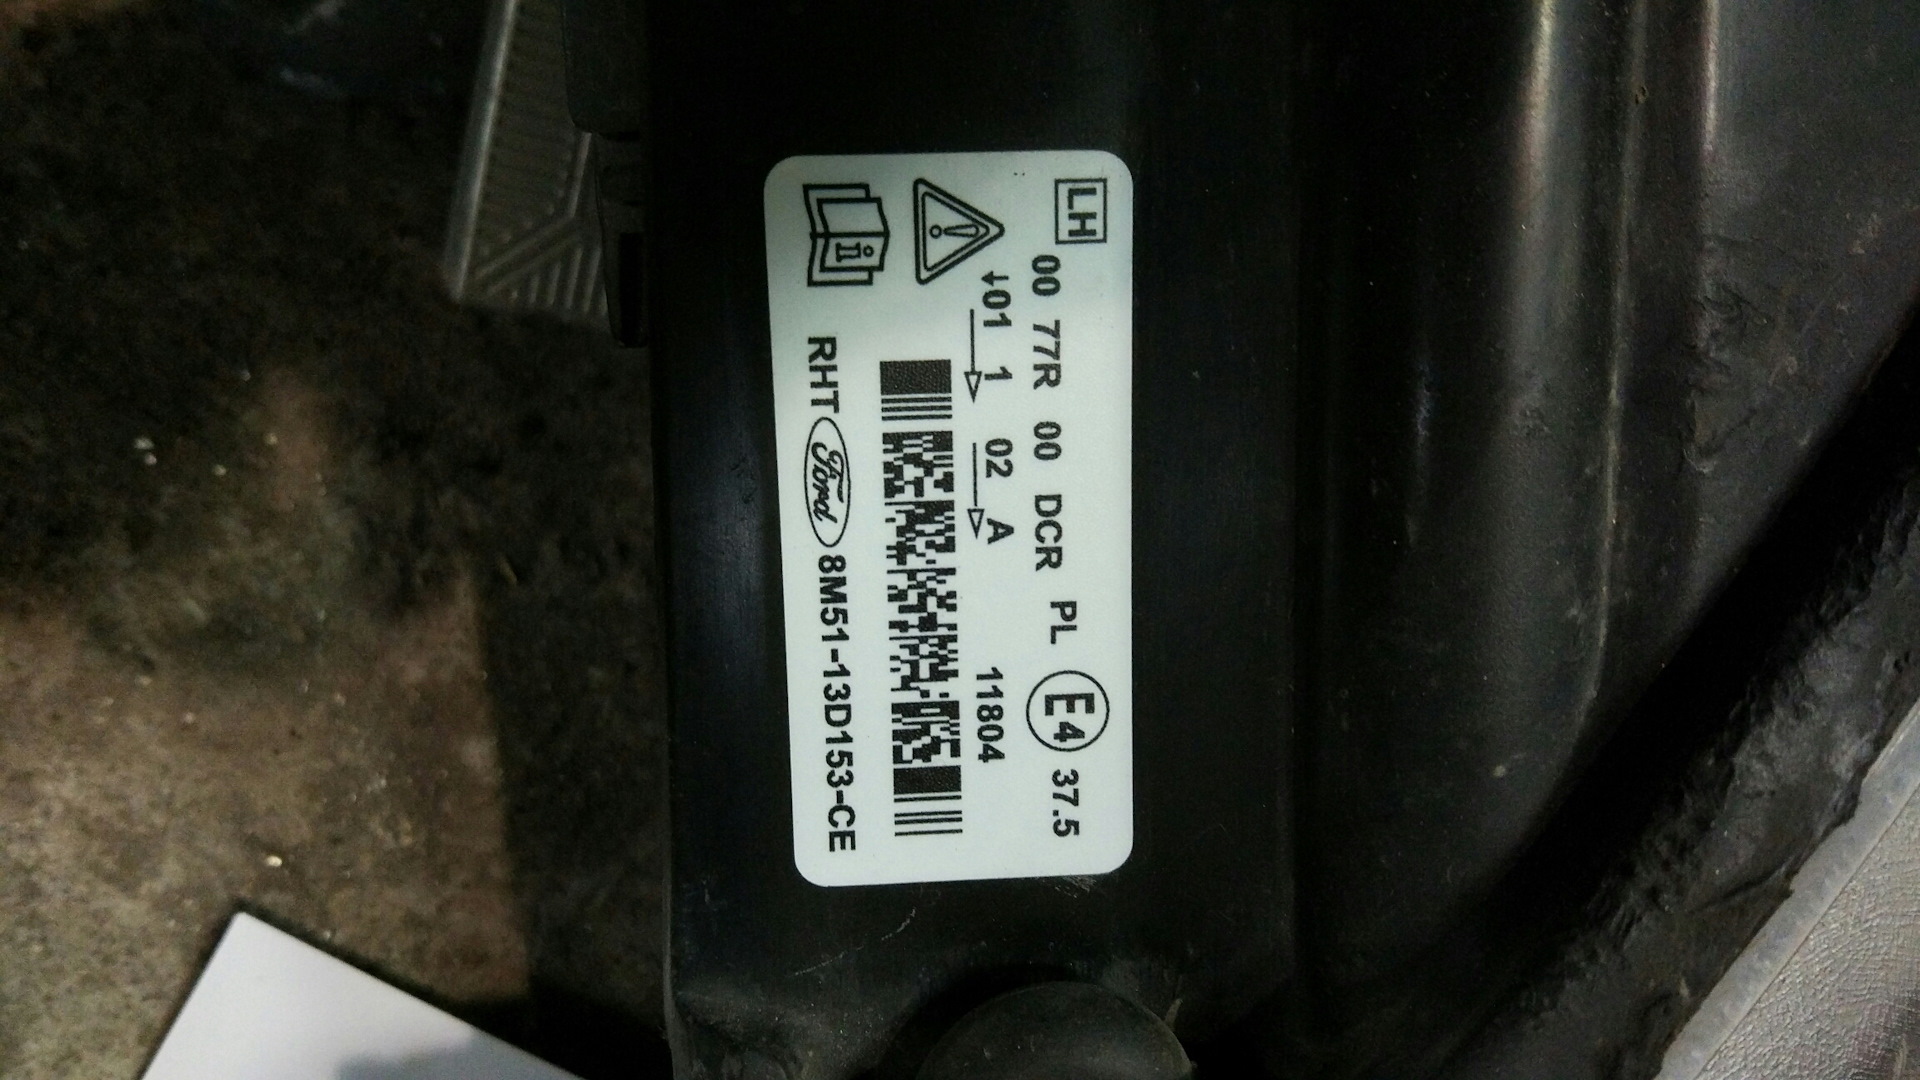 LH
00 77R 00 DCR PL E4 37.5
↓01 1 02 A 11804
RHT Ford 8M51-13D153-CE